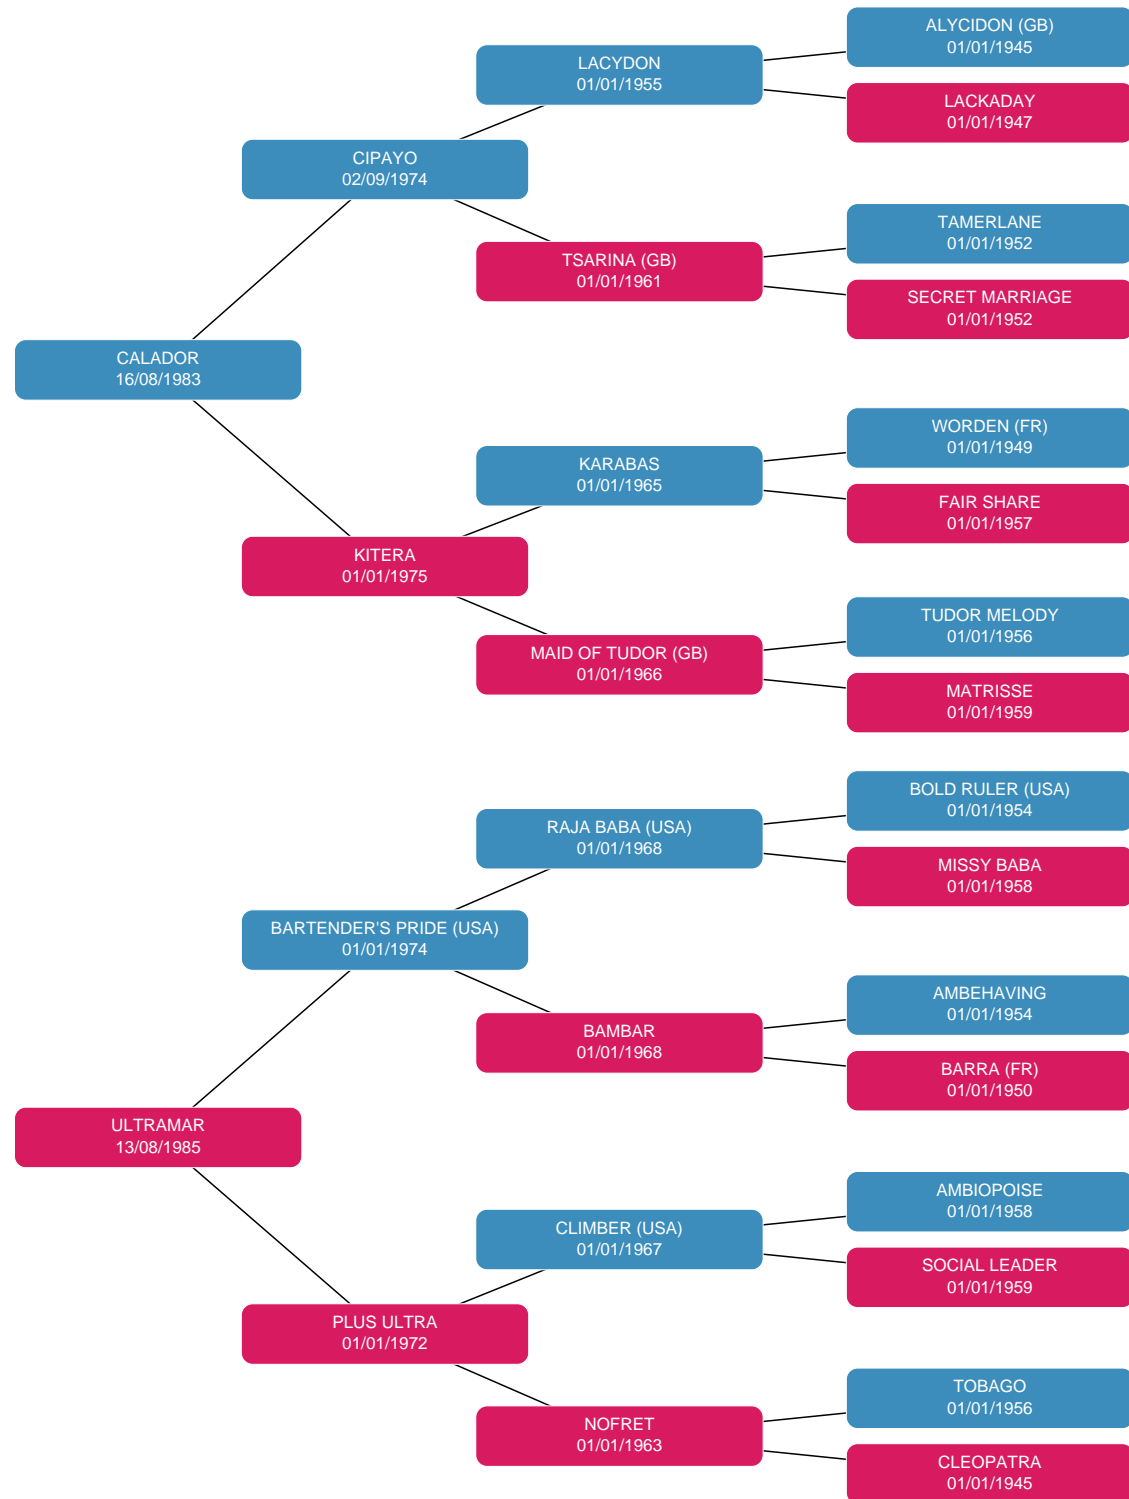 ALYCIDON (GB)
01/01/1945
LACYDON
01/01/1955
LACKADAY
01/01/1947
CIPAYO
02/09/1974
TAMERLANE
01/01/1952
TSARINA (GB)
01/01/1961
SECRET MARRIAGE
01/01/1952
CALADOR
16/08/1983
WORDEN (FR)
01/01/1949
KARABAS
01/01/1965
FAIR SHARE
01/01/1957
KITERA
01/01/1975
TUDOR MELODY
01/01/1956
MAID OF TUDOR (GB)
01/01/1966
MATRISSE
01/01/1959
BOLD RULER (USA)
01/01/1954
RAJA BABA (USA)
01/01/1968
MISSY BABA
01/01/1958
BARTENDER'S PRIDE (USA)
01/01/1974
AMBEHAVING
01/01/1954
BAMBAR
01/01/1968
BARRA (FR)
01/01/1950
ULTRAMAR
13/08/1985
AMBIOPOISE
01/01/1958
CLIMBER (USA)
01/01/1967
SOCIAL LEADER
01/01/1959
PLUS ULTRA
01/01/1972
TOBAGO
01/01/1956
NOFRET
01/01/1963
CLEOPATRA
01/01/1945